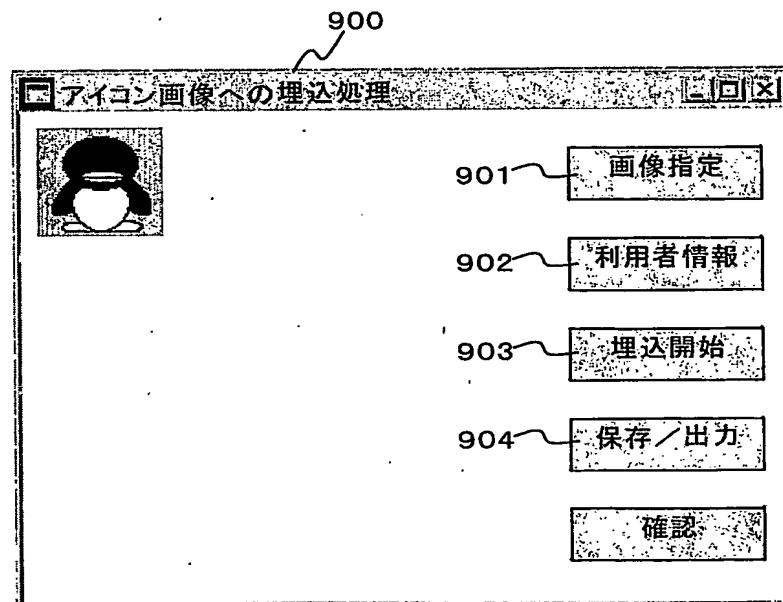 900
アイコン画像への埋込処理
901 画像指定
902 利用者情報
903 埋込開始
904 保存／出力
確認